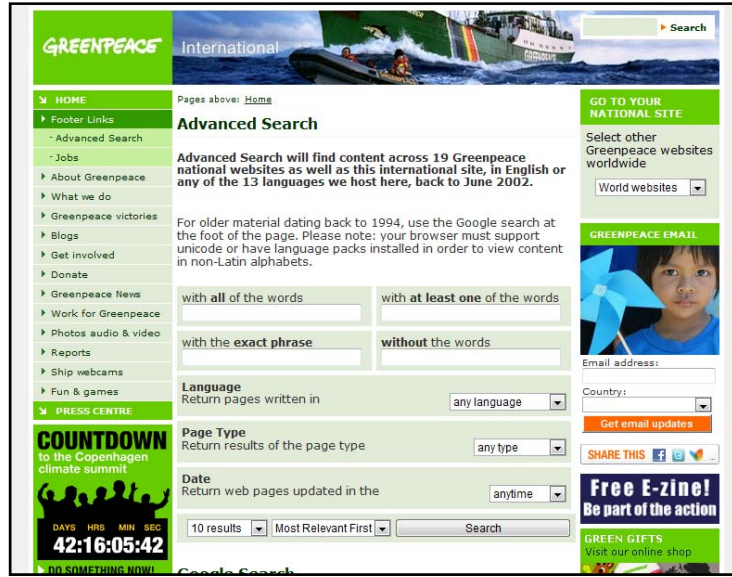 GREENPEACE
International
GREENPEACE
Search
HOME
Footer Links
- Advanced Search
- Jobs
About Greenpeace
What we do
Greenpeace victories
Blogs
Get involved
Donate
Greenpeace News
Work for Greenpeace
Photos audio & video
Reports
Ship webcams
Fun & games
PRESS CENTRE
COUNTDOWN
to the Copenhagen
climate summit
DAYS HRS MIN SEC
42:16:05:42
DO SOMETHING NOW!
Pages above: Home
Advanced Search
Advanced Search will find content across 19 Greenpeace
national websites as well as this international site, in English or
any of the 13 languages we host here, back to June 2002.
For older material dating back to 1994, use the Google search at
the foot of the page. Please note: your browser must support
unicode or have language packs installed in order to view content
in non-Latin alphabets.
with all of the words
with at least one of the words
with the exact phrase
without the words
Language
Return pages written in
any language
Page Type
Return results of the page type
any type
Date
Return web pages updated in the
anytime
10 results
Most Relevant First
Search
Google Search
GO TO YOUR
NATIONAL SITE
Select other
Greenpeace websites
worldwide
World websites
GREENPEACE EMAIL
Email address:
Country:
Get email updates
SHARE THIS
...
Free E-zine!
Be part of the action
GREEN GIFTS
Visit our online shop